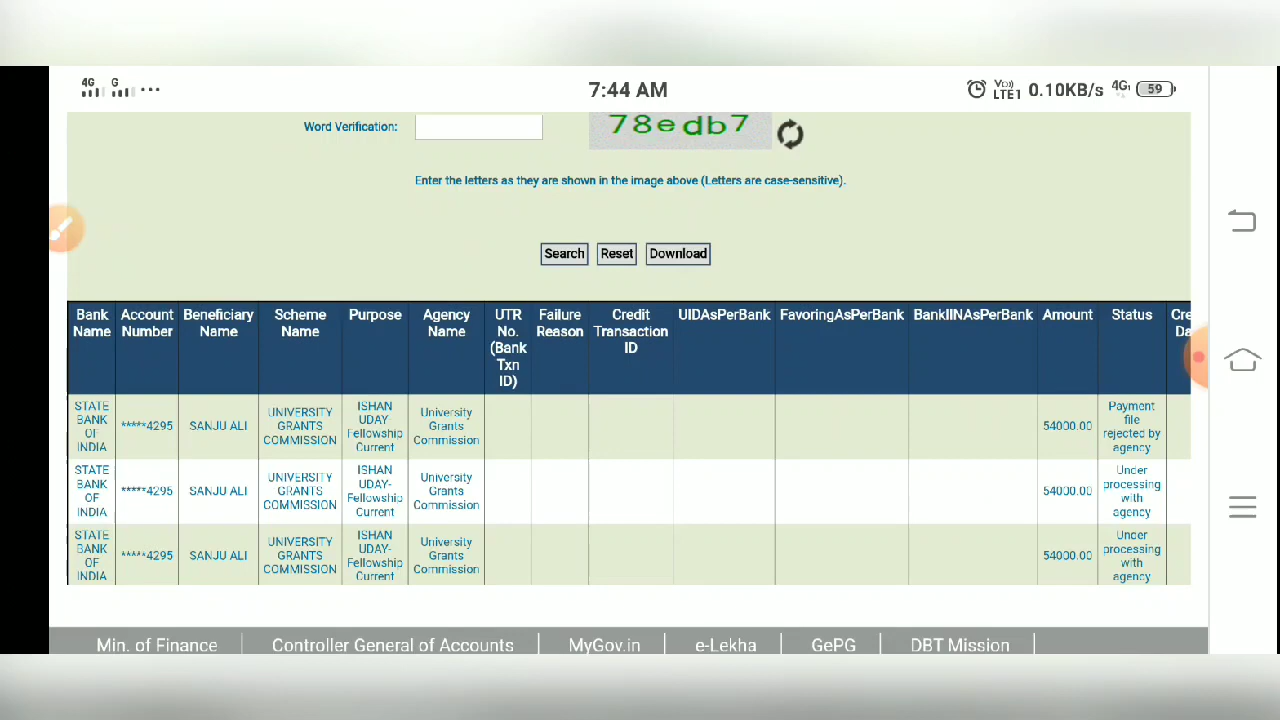 4G G ... 7:44 AM VoD LTE1 0.10KB/s 4G 59
Word Verification: 78edb7
Enter the letters as they are shown in the image above (Letters are case-sensitive).
Search Reset Download
Bank Name
Account Number
Beneficiary Name
Scheme Name
Purpose
Agency Name
UTR No. (Bank Txn ID)
Failure Reason
Credit Transaction ID
UIDAsPerBank
FavoringAsPerBank
BankIINAsPerBank
Amount
Status
Cre
Da
STATE BANK OF INDIA
*****4295
SANJU ALI
UNIVERSITY GRANTS COMMISSION
ISHAN UDAY- Fellowship Current
University Grants Commission
54000.00
Payment file rejected by agency
STATE BANK OF INDIA
*****4295
SANJU ALI
UNIVERSITY GRANTS COMMISSION
ISHAN UDAY- Fellowship Current
University Grants Commission
54000.00
Under processing with agency
STATE BANK OF INDIA
*****4295
SANJU ALI
UNIVERSITY GRANTS COMMISSION
ISHAN UDAY- Fellowship Current
University Grants Commission
54000.00
Under processing with agency
Min. of Finance | Controller General of Accounts | MyGov.in | e-Lekha | GePG | DBT Mission |